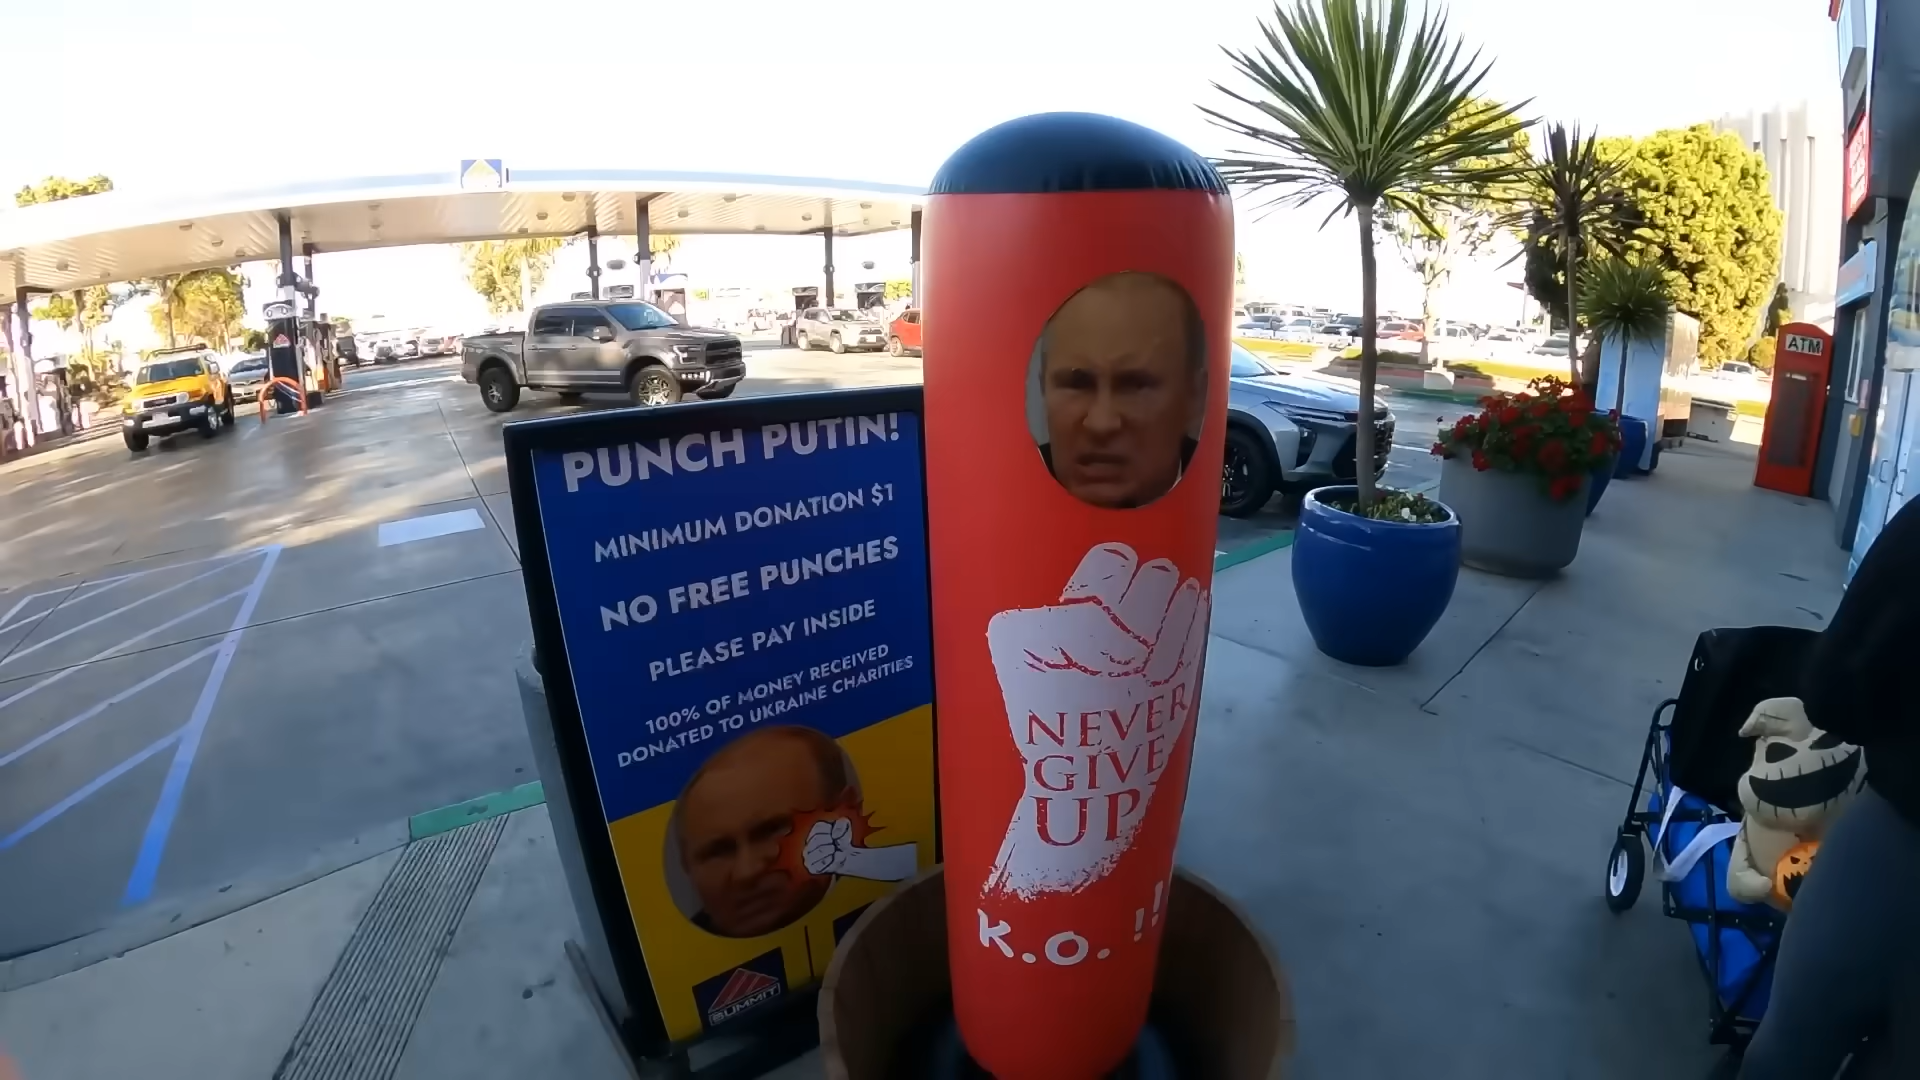 PUNCH PUTIN!
MINIMUM DONATION $1
NO FREE PUNCHES
PLEASE PAY INSIDE
100% OF MONEY RECEIVED
DONATED TO UKRAINE CHARITIES
SUMMIT
NEVER
GIVE
UP
K.O. !!
ATM